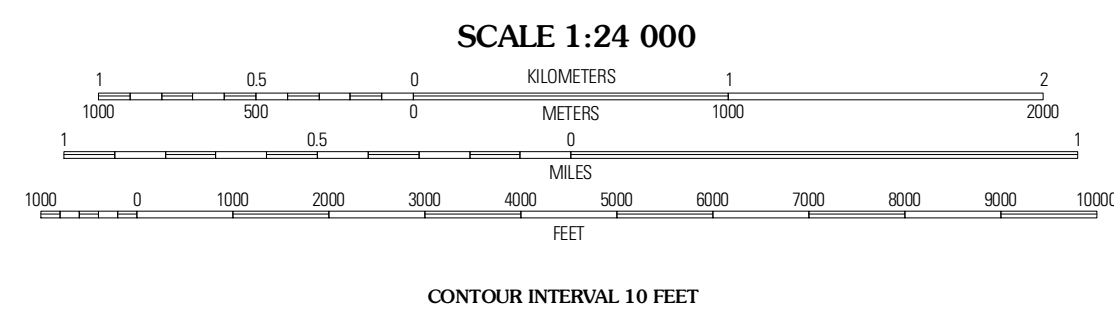 SCALE 1:24 000
1 0.5 0 KILOMETERS 1 2
1000 500 0 METERS 1000 2000
1 0.5 0 1
MILES
1000 0 1000 2000 3000 4000 5000 6000 7000 8000 9000 10000
FEET
CONTOUR INTERVAL 10 FEET